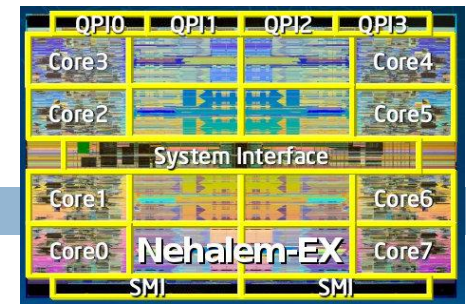 QPI0 QPI1 QPI2 QPI3
Core3 Core4
Core2 Core5
System Interface
Core1 Core6
Core0 Nehalem-EX Core7
SMI SMI